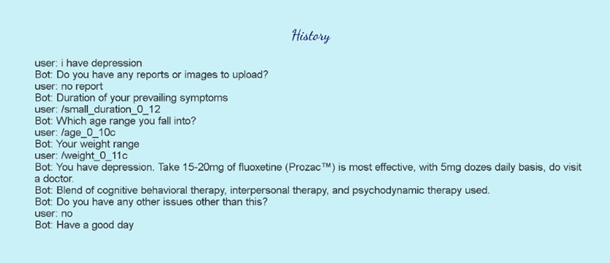 History
user: i have depression
Bot: Do you have any reports or images to upload?
user: no report
Bot: Duration of your prevailing symptoms
user: /small_duration_0_12
Bot: Which age range you fall into?
user: /age_0_10c
Bot: Your weight range
user: /weight_0_11c
Bot: You have depression. Take 15-20mg of fluoxetine (Prozac™) is most effective, with 5mg dozes daily basis, do visit
a doctor.
Bot: Blend of cognitive behavioral therapy, interpersonal therapy, and psychodynamic therapy used.
Bot: Do you have any other issues other than this?
user: no
Bot: Have a good day